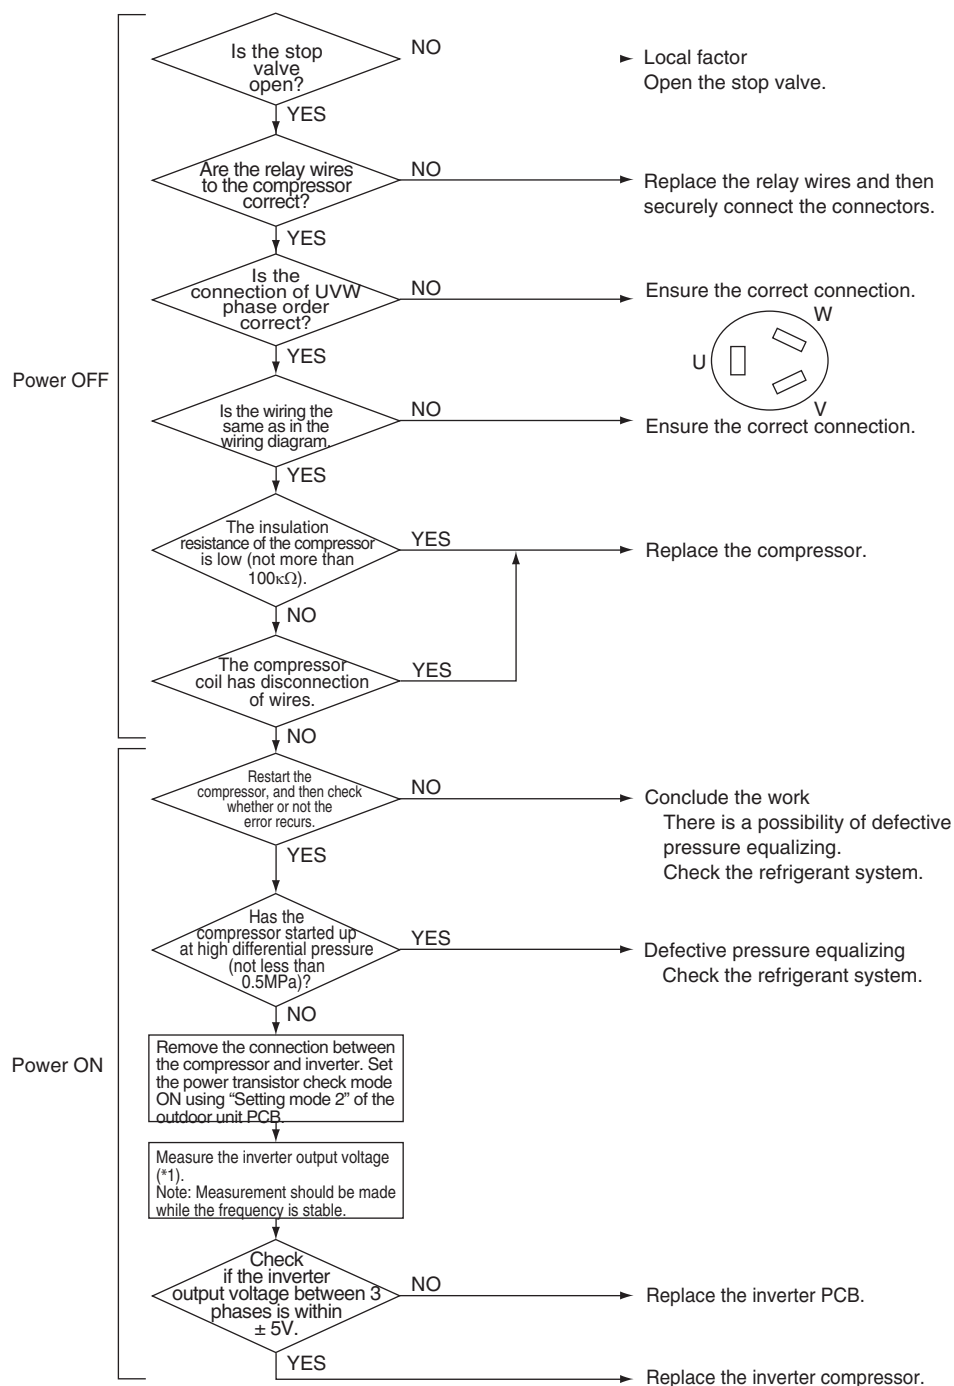 Is the stop
valve
open?
NO
Local factor
Open the stop valve.
YES
Are the relay wires
to the compressor
correct?
NO
Replace the relay wires and then
securely connect the connectors.
YES
Is the
connection of UVW
phase order
correct?
NO
Ensure the correct connection.
W
U
V
YES
Power OFF
Is the wiring the
same as in the
wiring diagram.
NO
Ensure the correct connection.
YES
The insulation
resistance of the compressor
is low (not more than
100κΩ).
YES
Replace the compressor.
NO
The compressor
coil has disconnection
of wires.
YES
NO
Restart the
compressor, and then check
whether or not the
error recurs.
NO
Conclude the work
There is a possibility of defective
pressure equalizing.
Check the refrigerant system.
YES
Has the
compressor started up
at high differential pressure
(not less than
0.5MPa)?
YES
Defective pressure equalizing
Check the refrigerant system.
NO
Power ON
Remove the connection between
the compressor and inverter. Set
the power transistor check mode
ON using “Setting mode 2” of the
outdoor unit PCB.
Measure the inverter output voltage
(*1).
Note: Measurement should be made
while the frequency is stable.
Check
if the inverter
output voltage between 3
phases is within
± 5V.
NO
Replace the inverter PCB.
YES
Replace the inverter compressor.